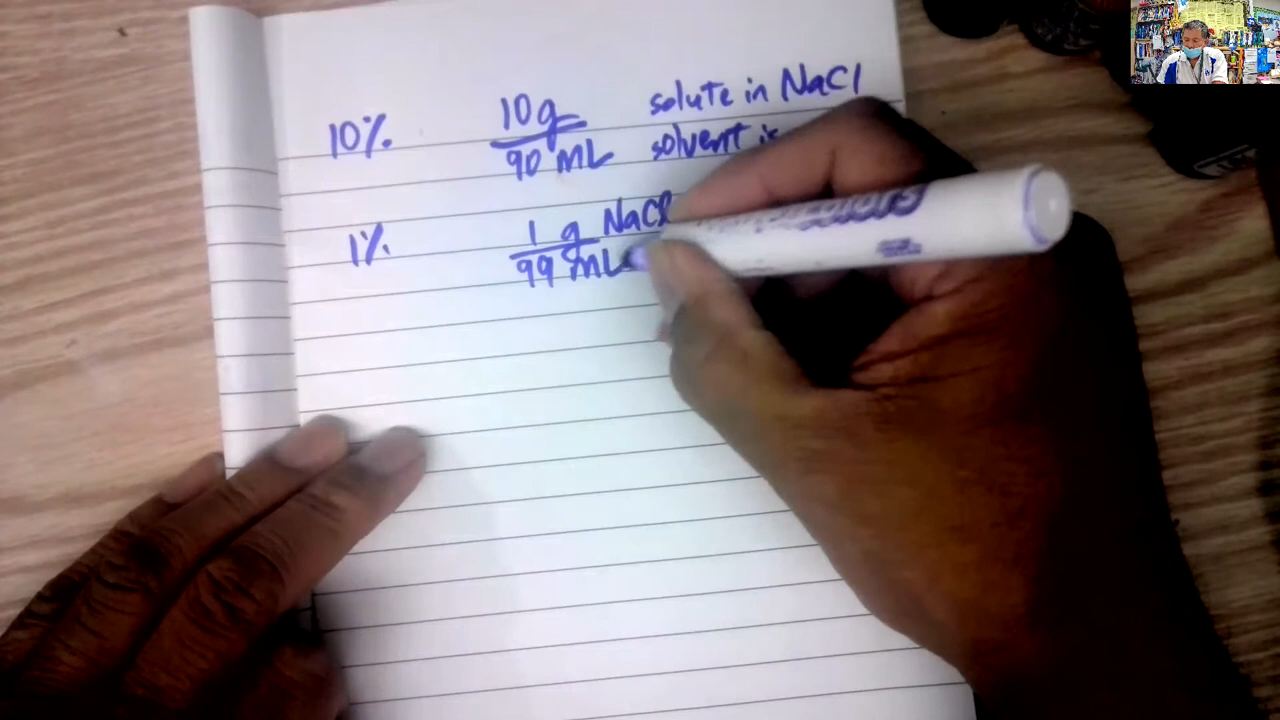 10% 10g solute in NaCl
90 mL solvent is
1% 1 g NaCl
99 mL